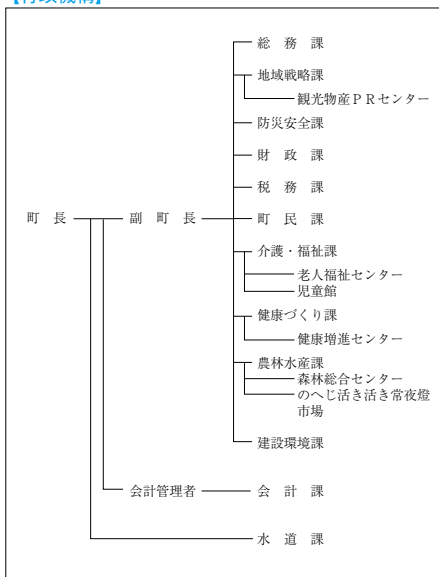 【行政機構】
総務課
地域戦略課
観光物産PRセンター
防災安全課
財政課
税務課
町長 副町長 町民課
介護・福祉課
老人福祉センター
児童館
健康づくり課
健康増進センター
農林水産課
森林総合センター
のへじ活き活き常夜燈
市場
建設環境課
会計管理者 会計課
水道課